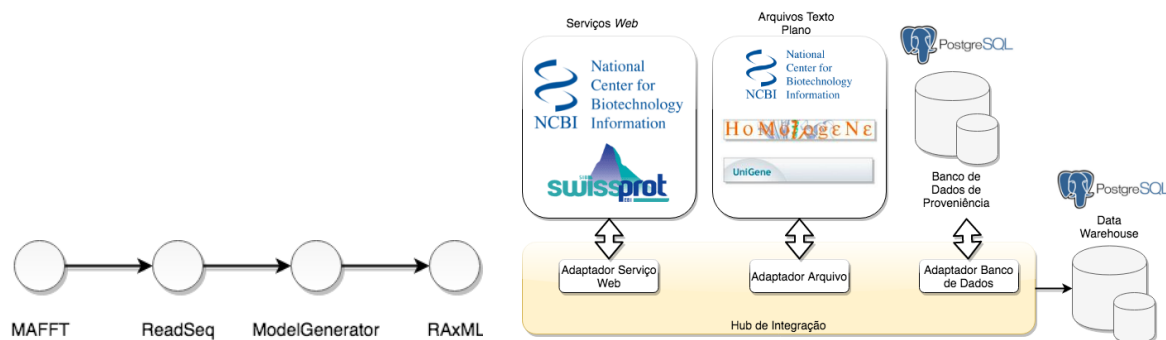 MAFFT
ReadSeq
ModelGenerator
RAxML
Serviços Web
National
Center for
Biotechnology
Information
NCBI
swissprot
Arquivos Texto
Plano
National
Center for
Biotechnology
Information
NCBI
HoMologεNε
UniGene
PostgreSQL
Banco de
Dados de
Proveniência
PostgreSQL
Data
Warehouse
Adaptador Serviço
Web
Adaptador Arquivo
Adaptador Banco
de Dados
Hub de Integração